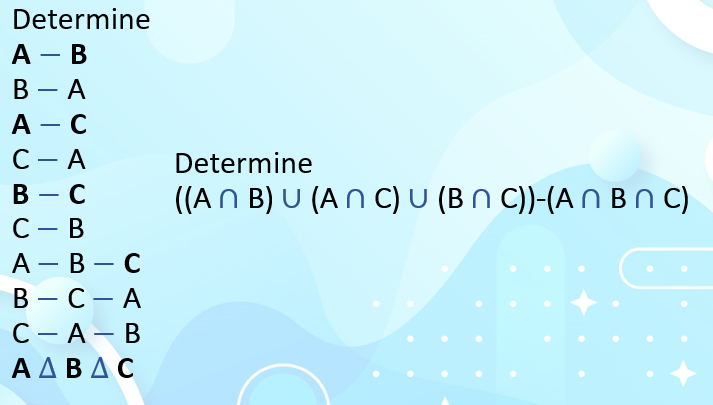 Determine
A – B
B – A
A – C
C – A
B – C
C – B
A – B – C
B – C – A
C – A – B
A Δ B Δ C
Determine
((A ∩ B) ∪ (A ∩ C) ∪ (B ∩ C))-(A ∩ B ∩ C)